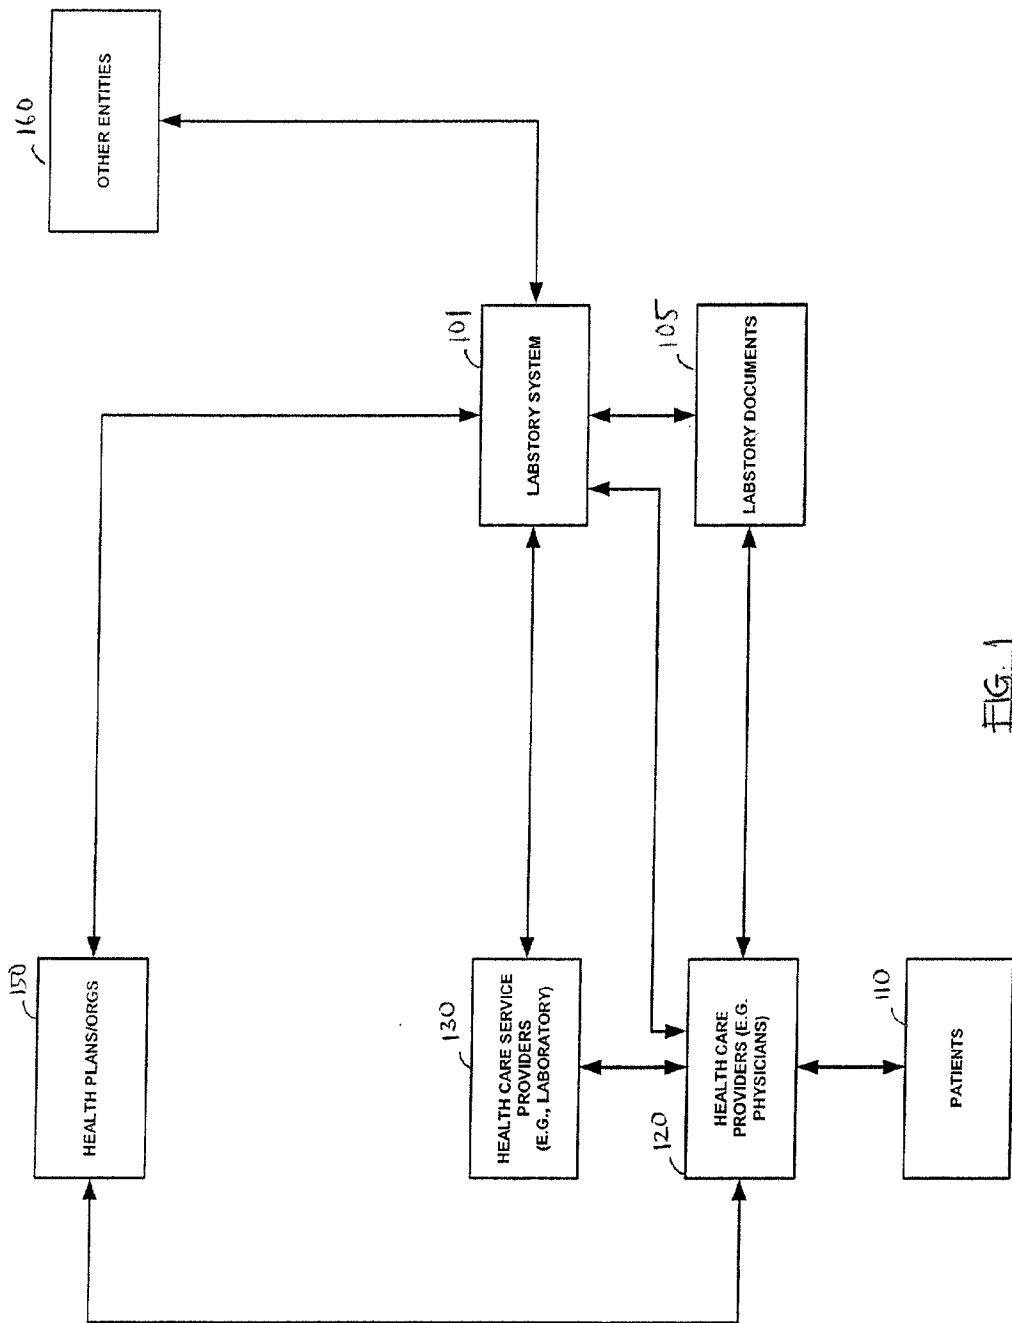 160
OTHER ENTITIES
101
LABSTORY SYSTEM
105
LABSTORY DOCUMENTS
150
HEALTH PLANS/ORGS
130
HEALTH CARE SERVICE
PROVIDERS
(E.G., LABORATORY)
120
HEALTH CARE
PROVIDERS (E.G.
PHYSICIANS)
110
PATIENTS
FIG. 1